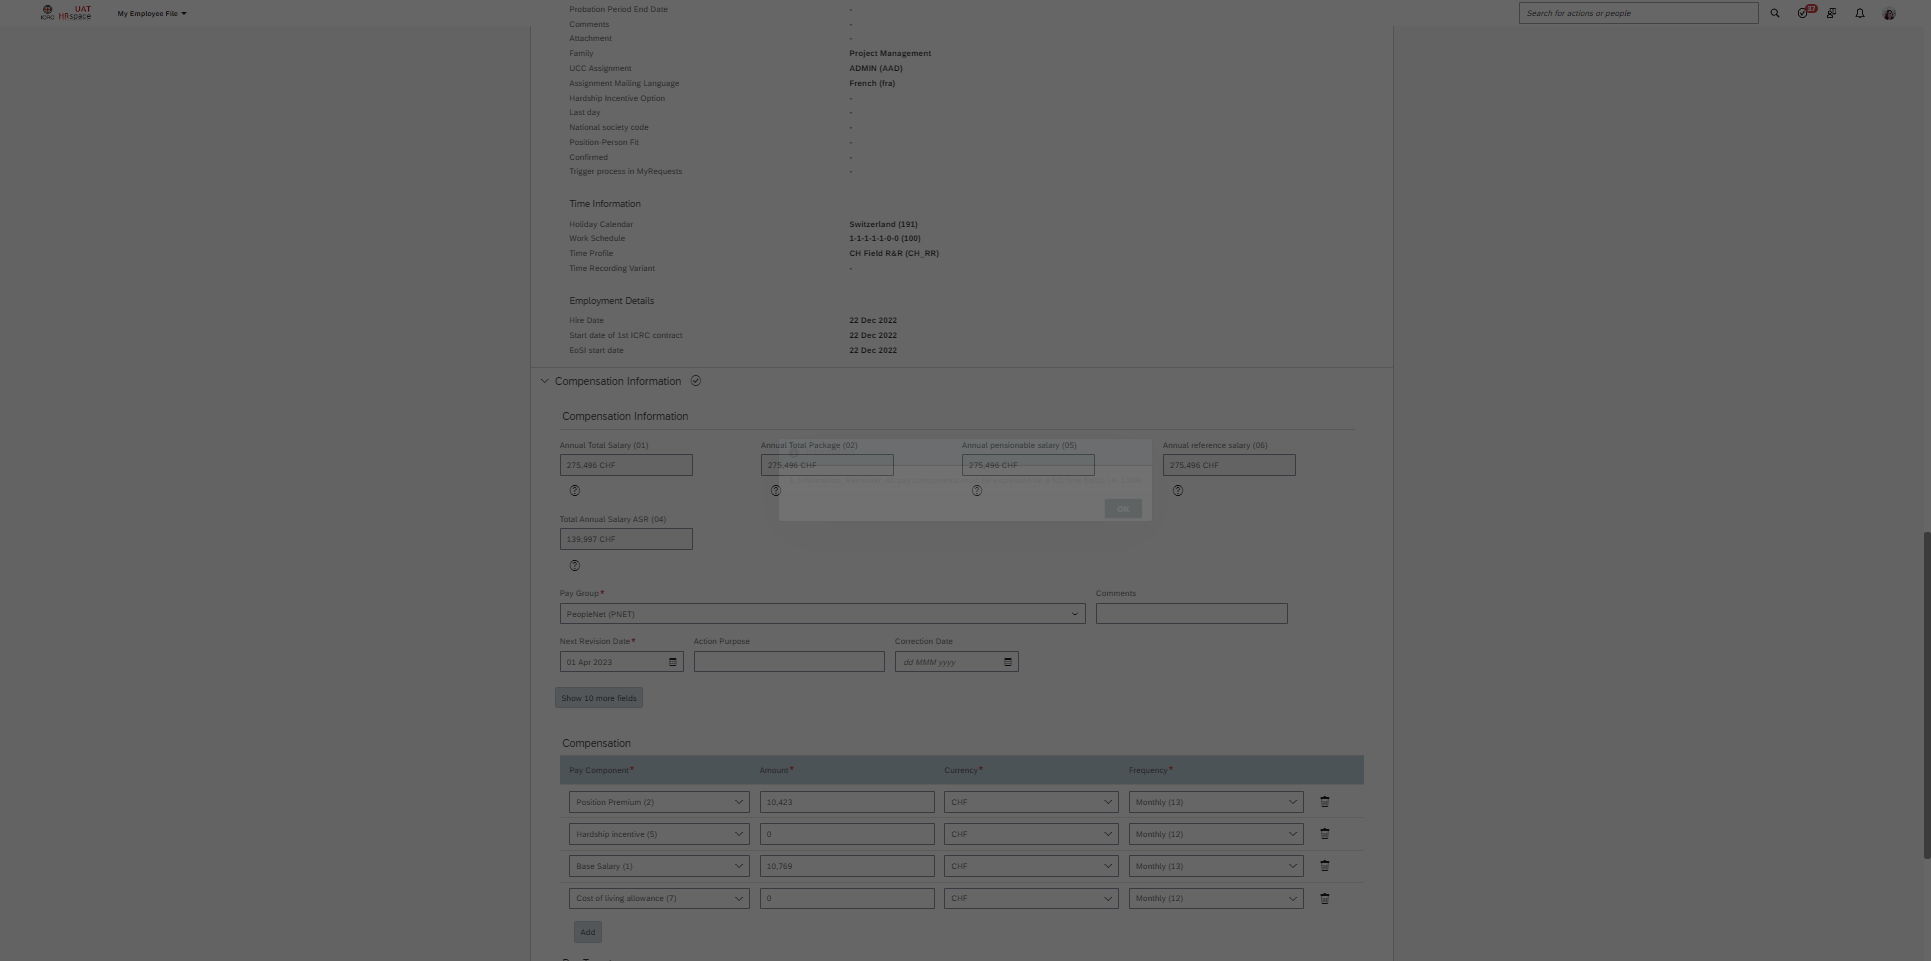 ICRC UAT HRspace My Employee File Search for actions or people 37
Probation Period End Date -
Comments -
Attachment -
Family Project Management
UCC Assignment ADMIN (AAD)
Assignment Mailing Language French (fra)
Hardship Incentive Option -
Last day -
National society code -
Position-Person Fit -
Confirmed -
Trigger process in MyRequests -
Time Information
Holiday Calendar Switzerland (191)
Work Schedule 1-1-1-1-1-0-0 (100)
Time Profile CH Field R&R (CH_RR)
Time Recording Variant -
Employment Details
Hire Date 22 Dec 2022
Start date of 1st ICRC contract 22 Dec 2022
EoSI start date 22 Dec 2022
Compensation Information
Compensation Information
Annual Total Salary (01) Annual Total Package (02) Annual pensionable salary (05) Annual reference salary (06)
275,496 CHF 275,496 CHF 275,496 CHF 275,496 CHF
OK
Total Annual Salary ASR (04)
139,997 CHF
Pay Group* Comments
PeopleNet (PNET)
Next Revision Date* Action Purpose Correction Date
01 Apr 2023 dd MMM yyyy
Show 10 more fields
Compensation
Pay Component* Amount* Currency* Frequency*
Position Premium (2) 10,423 CHF Monthly (13)
Hardship incentive (5) 0 CHF Monthly (12)
Base Salary (1) 10,769 CHF Monthly (13)
Cost of living allowance (7) 0 CHF Monthly (12)
Add